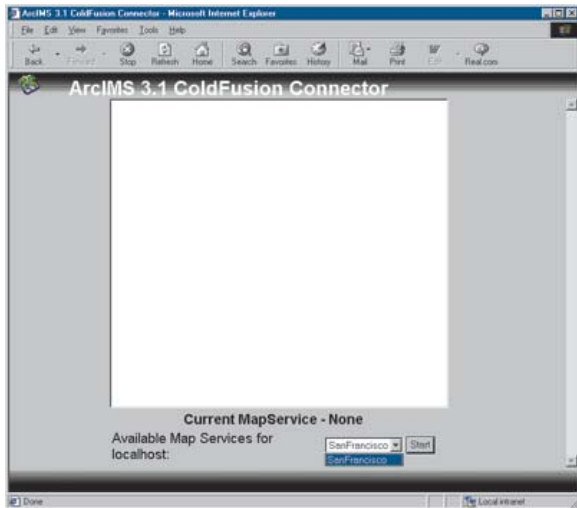 ArcIMS 3.1 ColdFusion Connector - Microsoft Internet Explorer
File Edit View Favorites Tools Help
Back Forward Stop Refresh Home Search Favorites History Mail Print Edit Real.com
ArcIMS 3.1 ColdFusion Connector
Current MapService - None
Available Map Services for
localhost:
SanFrancisco Start
SanFrancisco
Done Local intranet